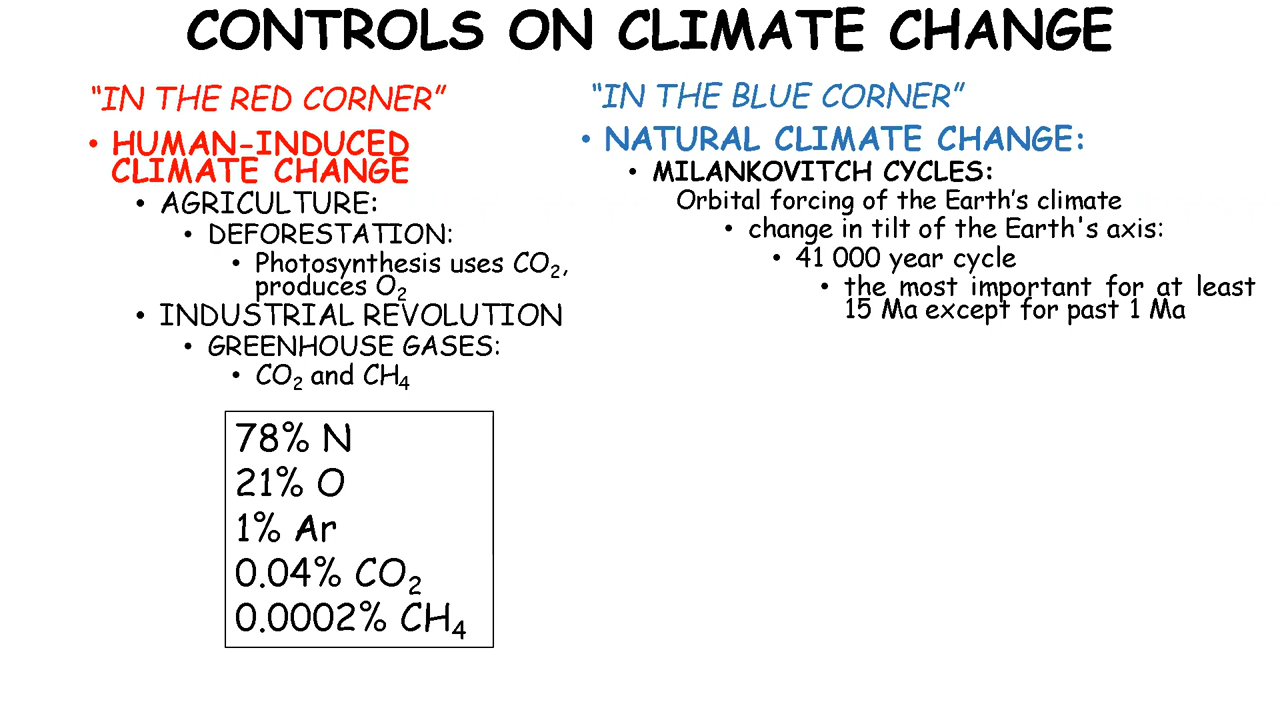 CONTROLS ON CLIMATE CHANGE
“IN THE RED CORNER”
• HUMAN-INDUCED
CLIMATE CHANGE
• AGRICULTURE:
• DEFORESTATION:
• Photosynthesis uses CO₂,
produces O₂
• INDUSTRIAL REVOLUTION
• GREENHOUSE GASES:
• CO₂ and CH₄
78% N
21% O
1% Ar
0.04% CO₂
0.0002% CH₄
“IN THE BLUE CORNER”
• NATURAL CLIMATE CHANGE:
• MILANKOVITCH CYCLES:
Orbital forcing of the Earth’s climate
• change in tilt of the Earth's axis:
• 41 000 year cycle
• the most important for at least
15 Ma except for past 1 Ma